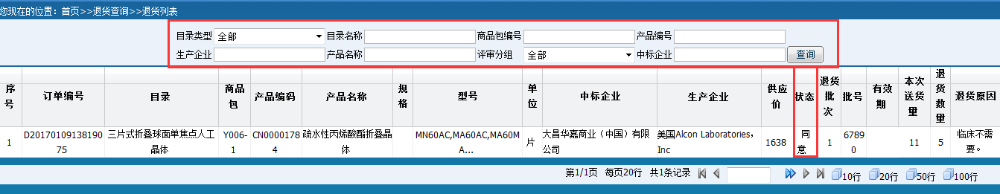 您现在的位置：首页>>退货查询>>退货列表
目录类型 全部 目录名称 商品包编号 产品编号
生产企业 产品名称 评审分组 全部 中标企业 查询
序号 订单编号 目录 商品包 产品编码 产品名称 规格 型号 单位 中标企业 生产企业 供应价 状态 退货批次 批号 有效期 本次送货量 退货数量 退货原因
1 D2017010913819075 三片式折叠球面单焦点人工晶体 Y006-1 CN00001784 疏水性丙烯酸酯折叠晶体 MN60AC,MA60AC,MA60MA... 片 大昌华嘉商业（中国）有限公司 美国Alcon Laboratories，Inc 1638 同意 1 67890 11 5 临床不需要。
第1/1页 每页20行 共1条记录 10行 20行 50行 100行